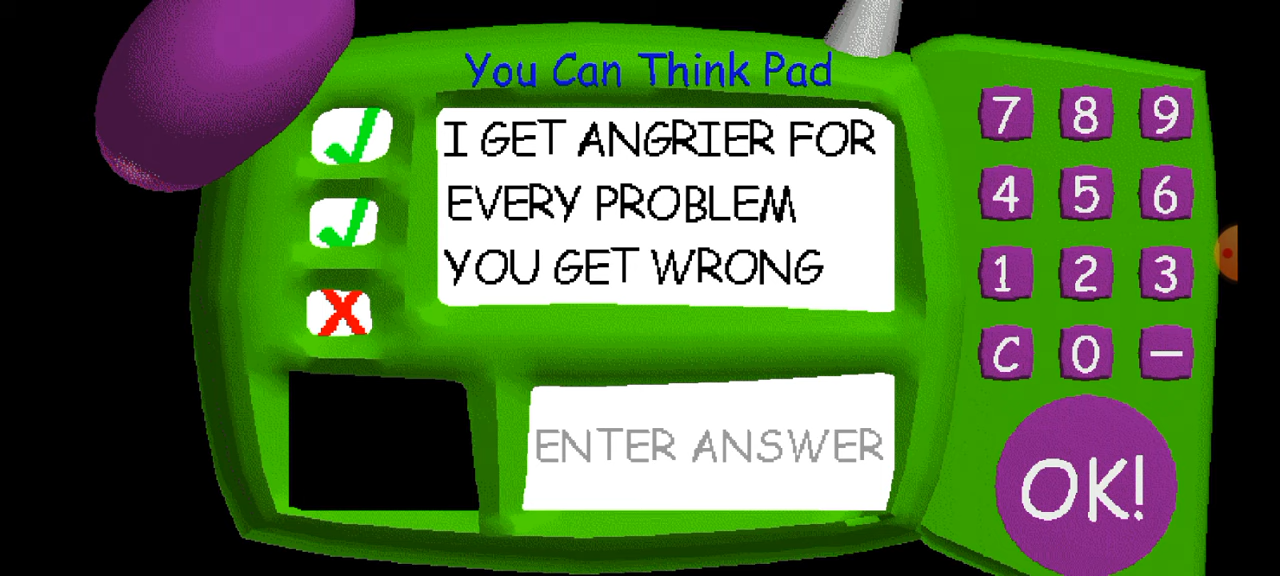 You Can Think Pad
I GET ANGRIER FOR
EVERY PROBLEM
YOU GET WRONG
ENTER ANSWER
7 8 9
4 5 6
1 2 3
C 0 —
OK!